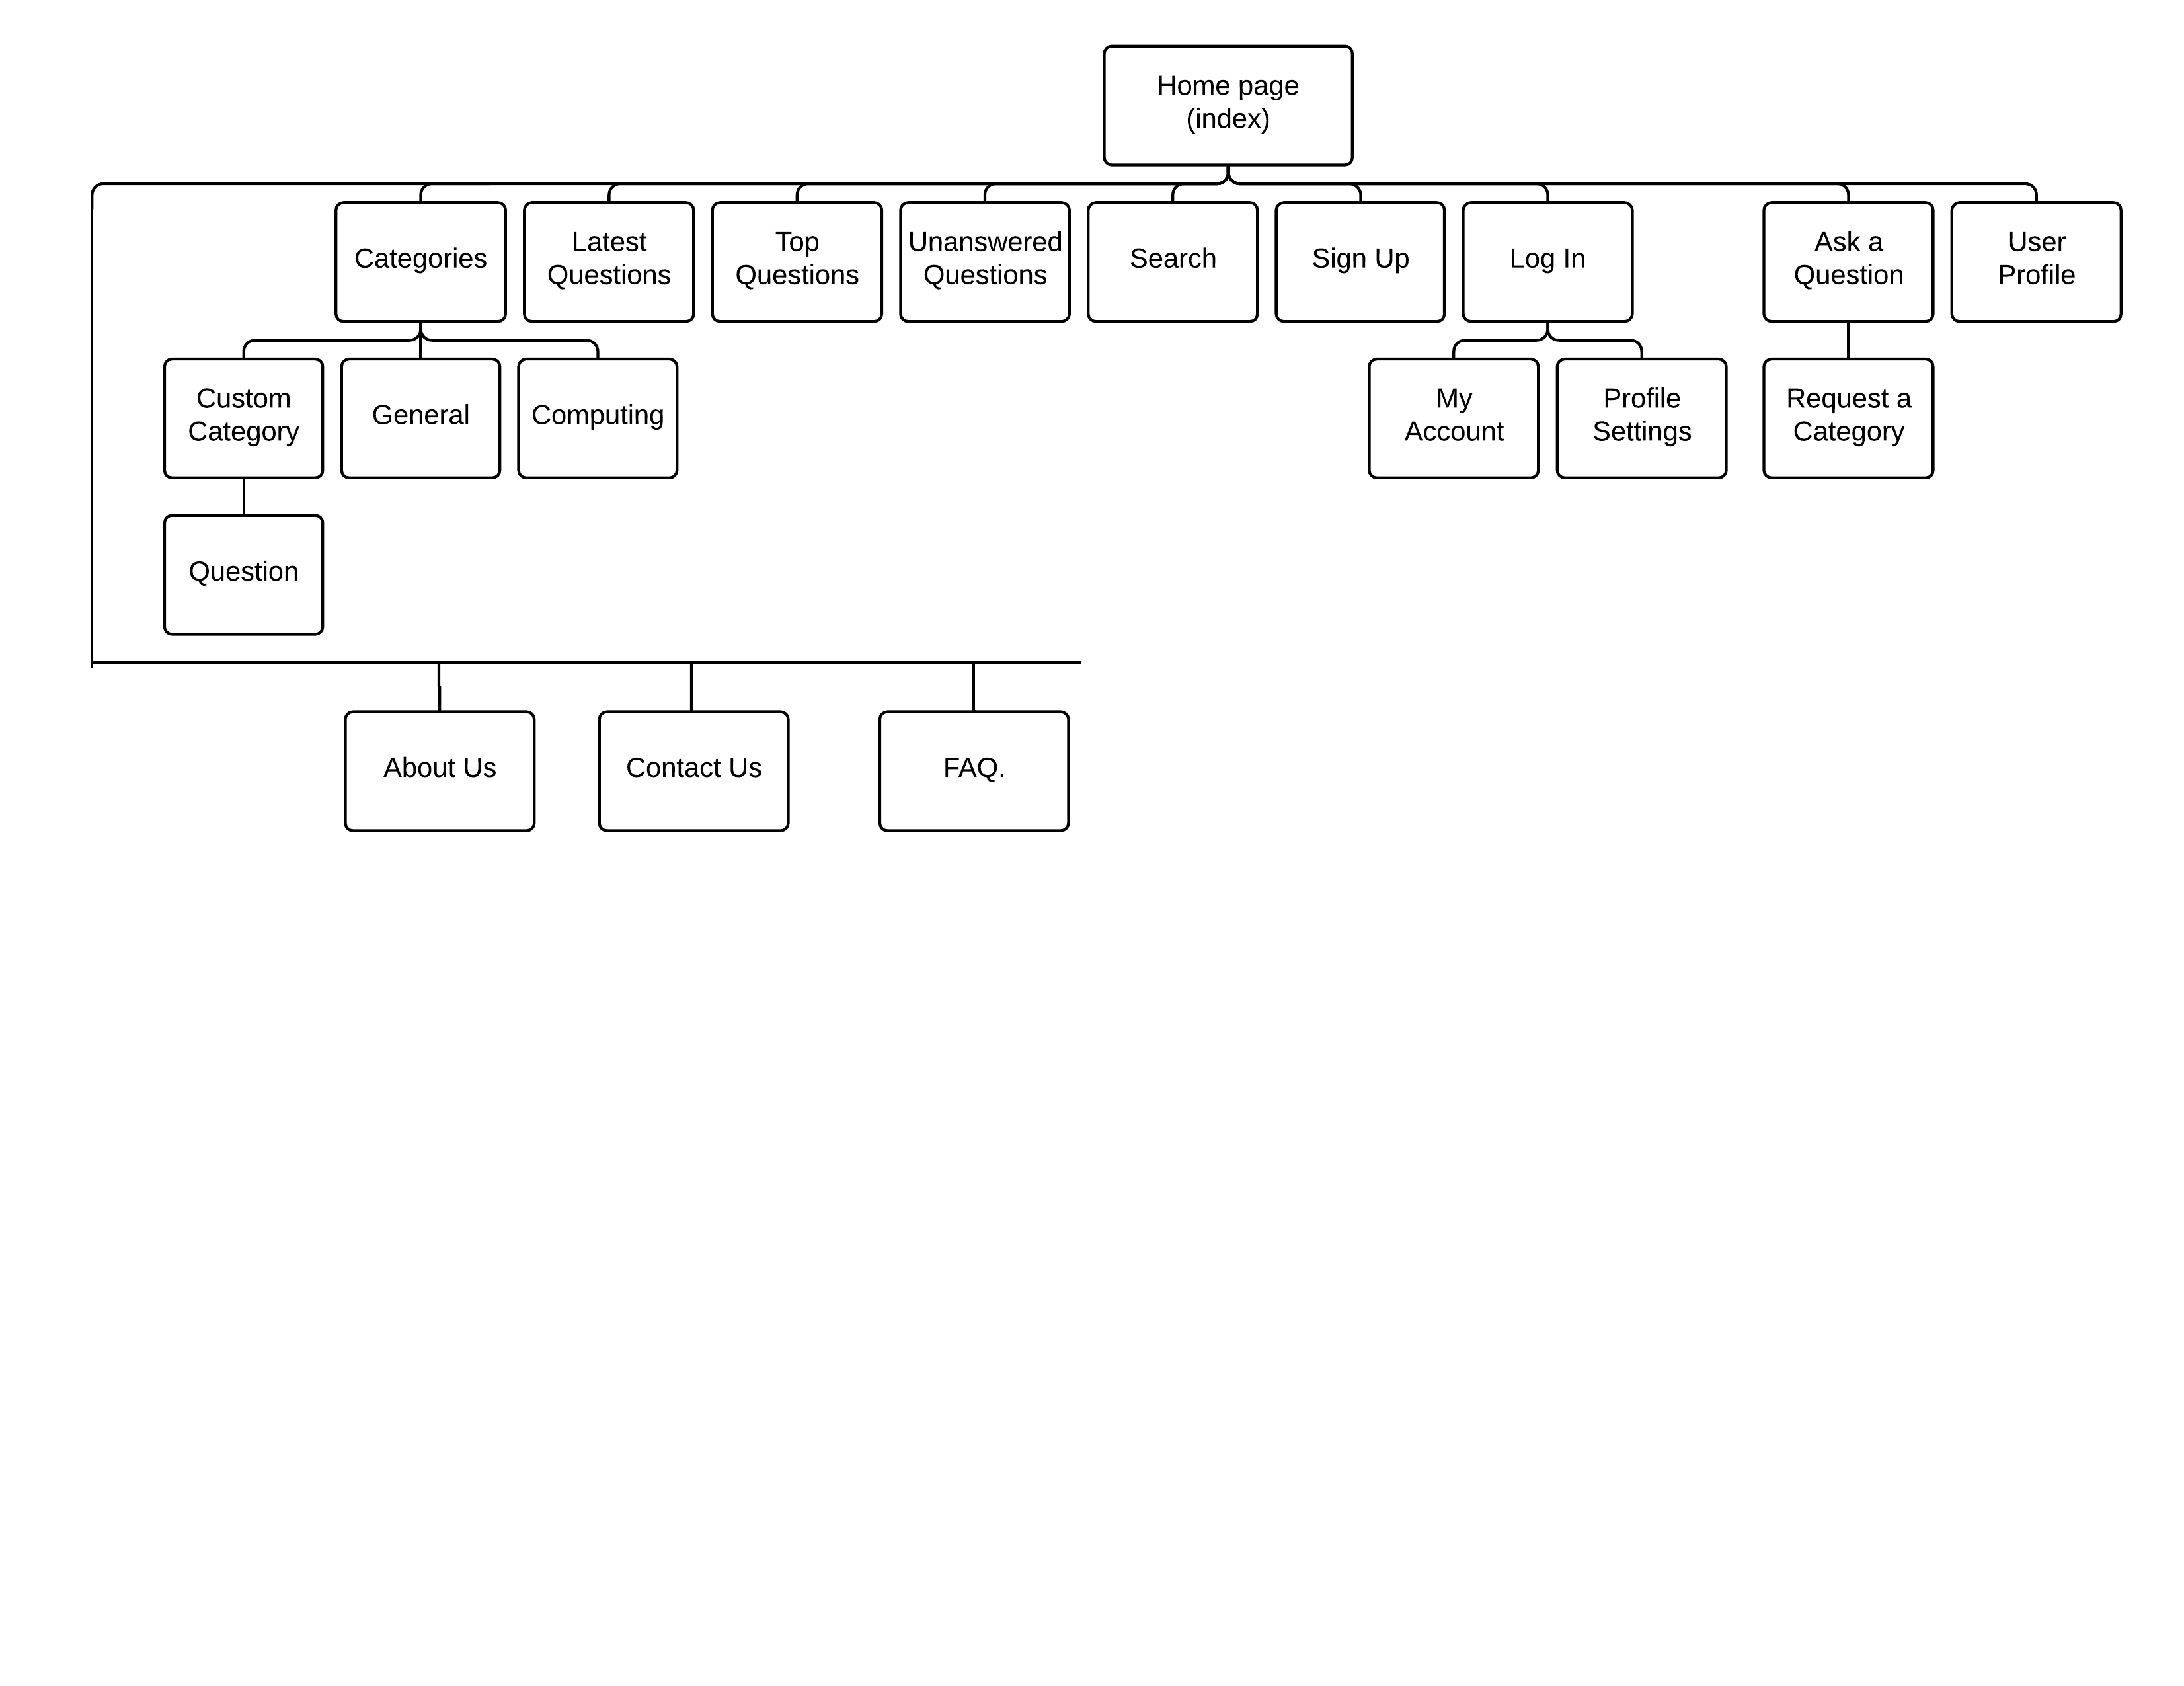 Home page
(index)
Categories
Latest
Questions
Top
Questions
Unanswered
Questions
Search
Sign Up
Log In
Ask a
Question
User
Profile
Custom
Category
General
Computing
My
Account
Profile
Settings
Request a
Category
Question
About Us
Contact Us
FAQ.